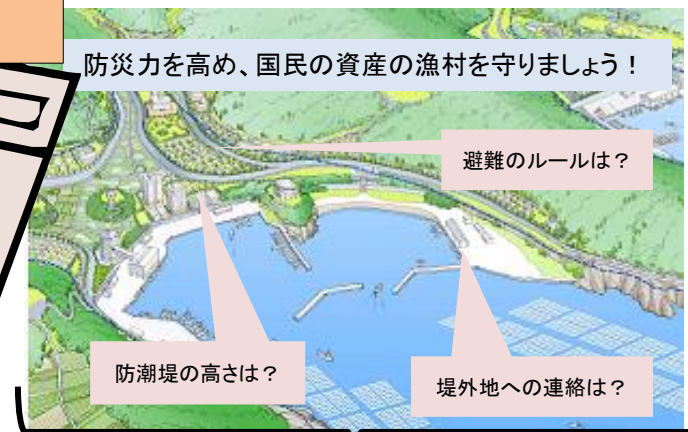 防災力を高め、国民の資産の漁村を守りましょう！
避難のルールは？
防潮堤の高さは？
堤外地への連絡は？